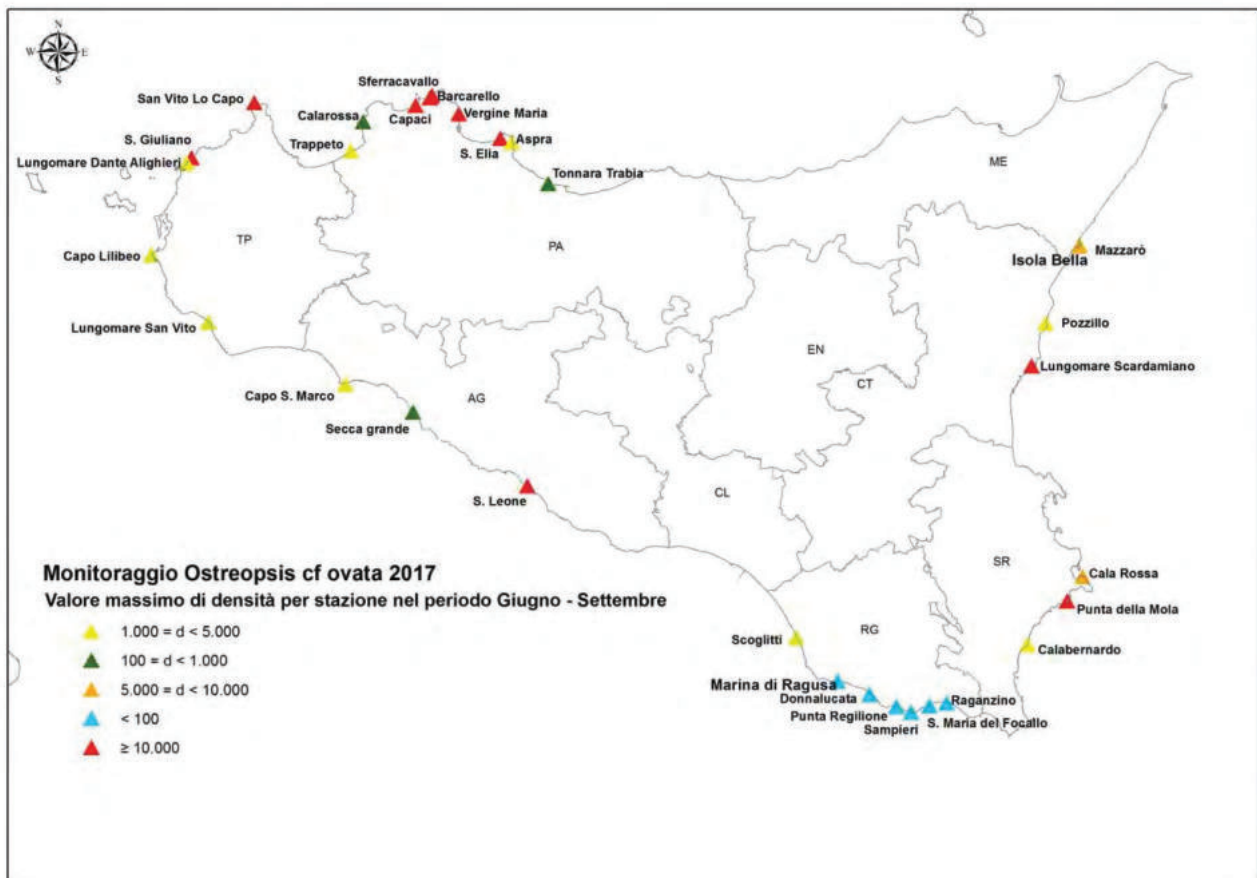 N
W E
S
San Vito Lo Capo
S. Giuliano
Lungomare Dante Alighieri
Capo Lilibeo
Lungomare San Vito
Sferracavallo
Barcarello
Calarossa
Capaci
Vergine Maria
Trappeto
S. Elia
Aspra
Tonnara Trabia
ME
TP
PA
Isola Bella
Mazzarò
Pozzillo
Lungomare Scardamiano
EN
CT
Capo S. Marco
AG
Secca grande
S. Leone
CL
SR
Cala Rossa
Punta della Mola
Calabernardo
Scoglitti
RG
Marina di Ragusa
Donnalucata
Punta Regilione
Sampieri
Raganzino
S. Maria del Focallo
Monitoraggio Ostreopsis cf ovata 2017
Valore massimo di densità per stazione nel periodo Giugno - Settembre
1.000 = d < 5.000
100 = d < 1.000
5.000 = d < 10.000
< 100
≥ 10.000